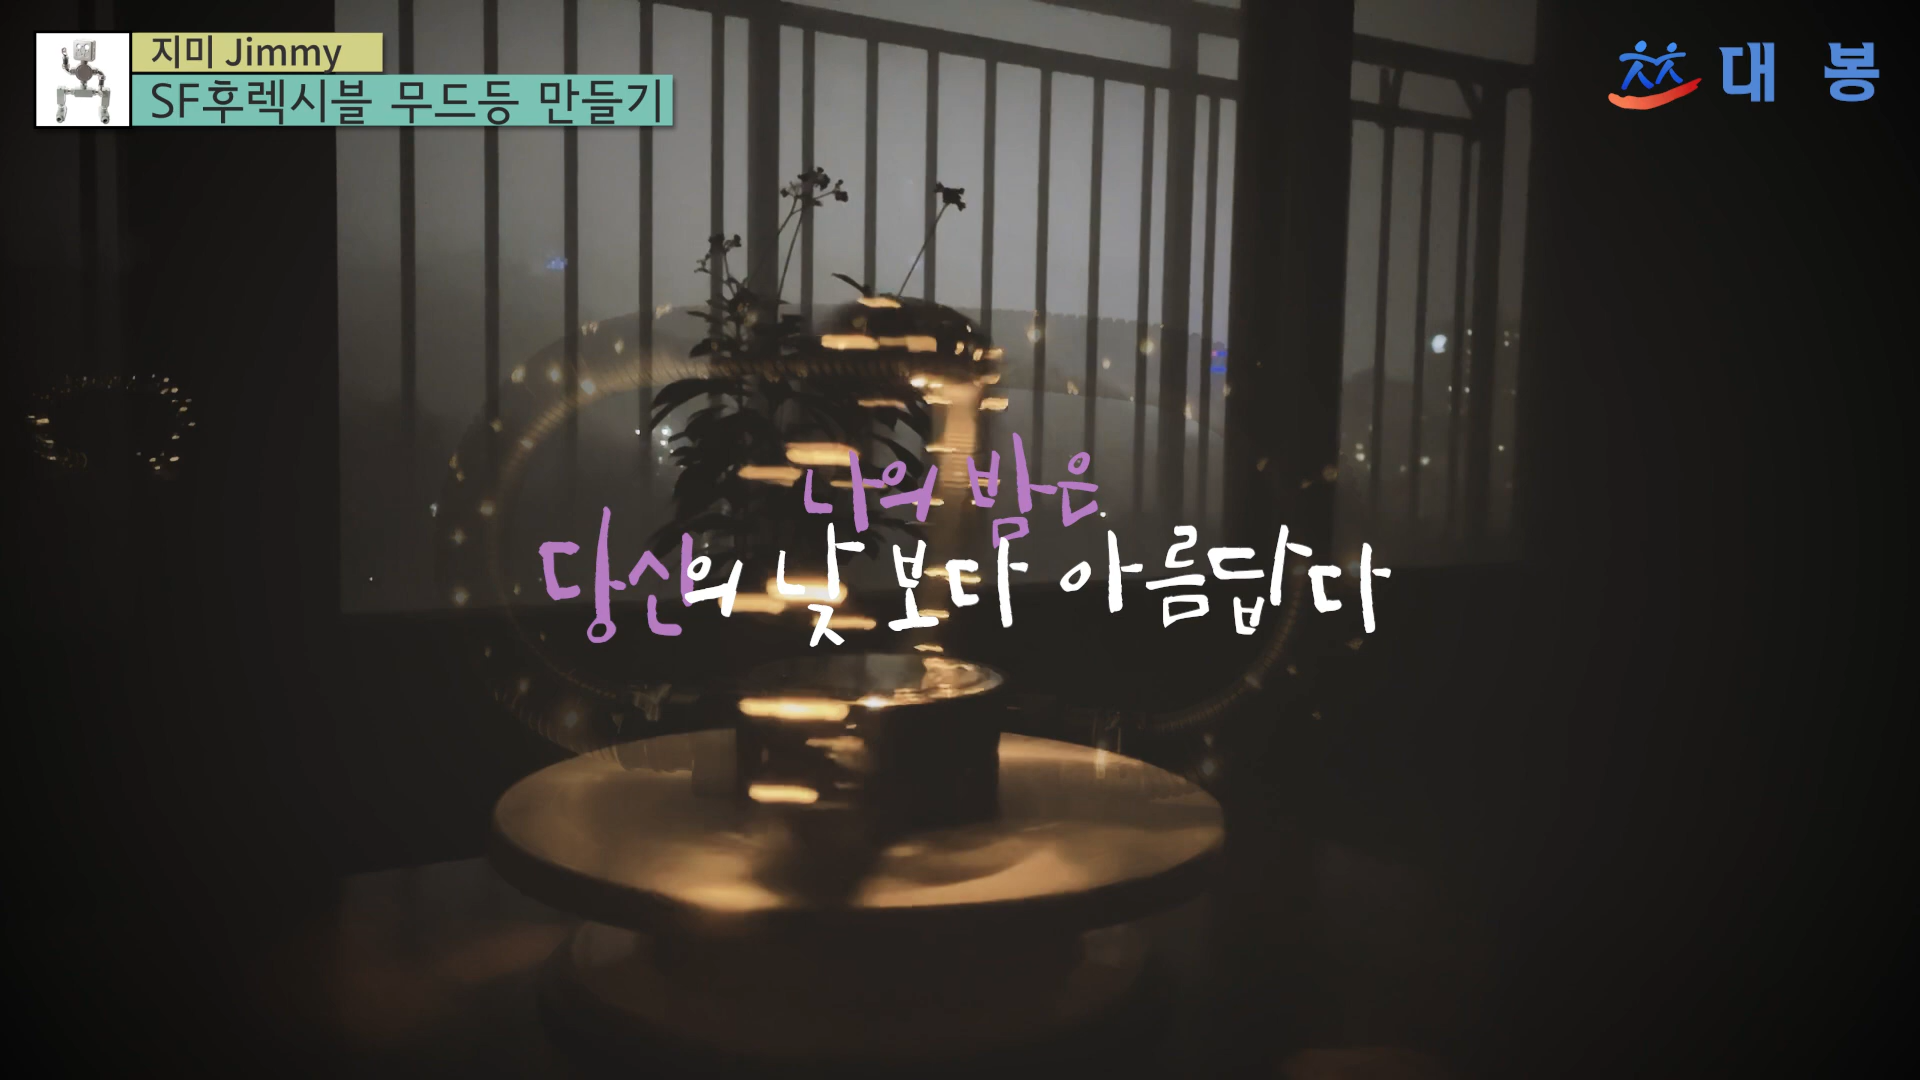 지미 Jimmy
SF후렉시블 무드등 만들기
대 봉
나의 밤은
당신의 낮 보다 아름답다